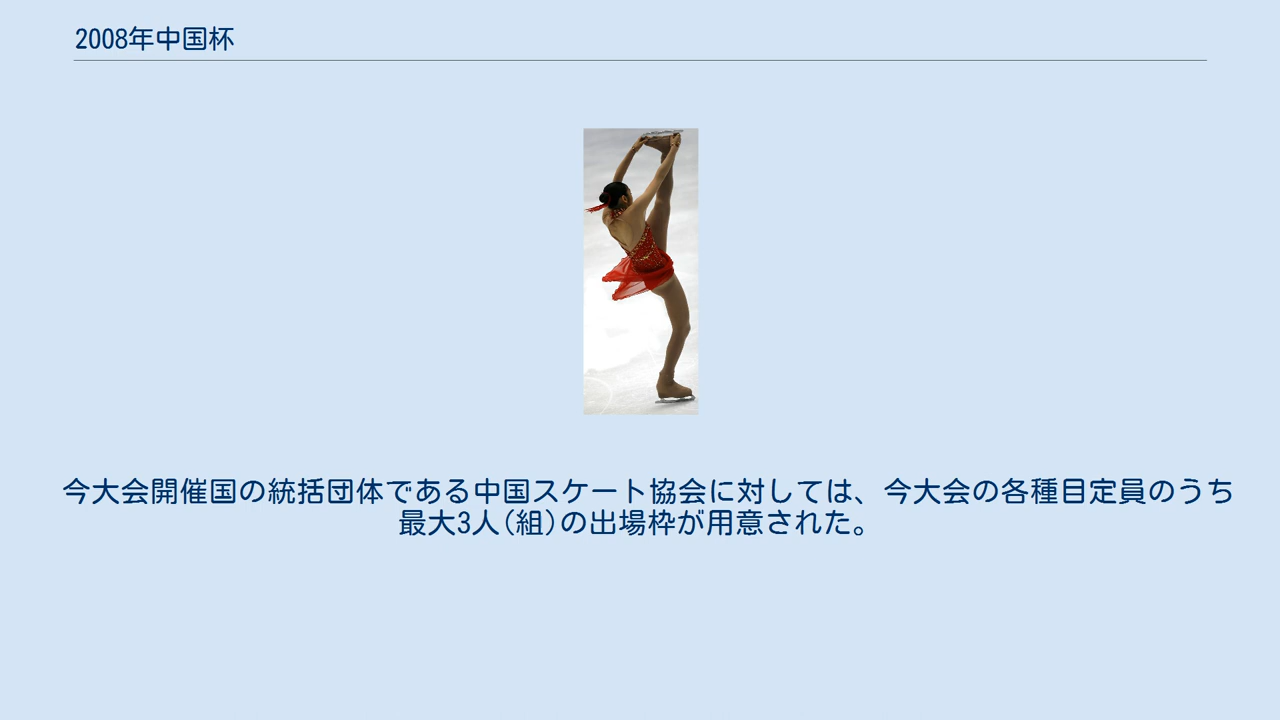 2008年中国杯
今大会開催国の統括団体である中国スケート協会に対しては、今大会の各種目定員のうち
最大3人(組)の出場枠が用意された。